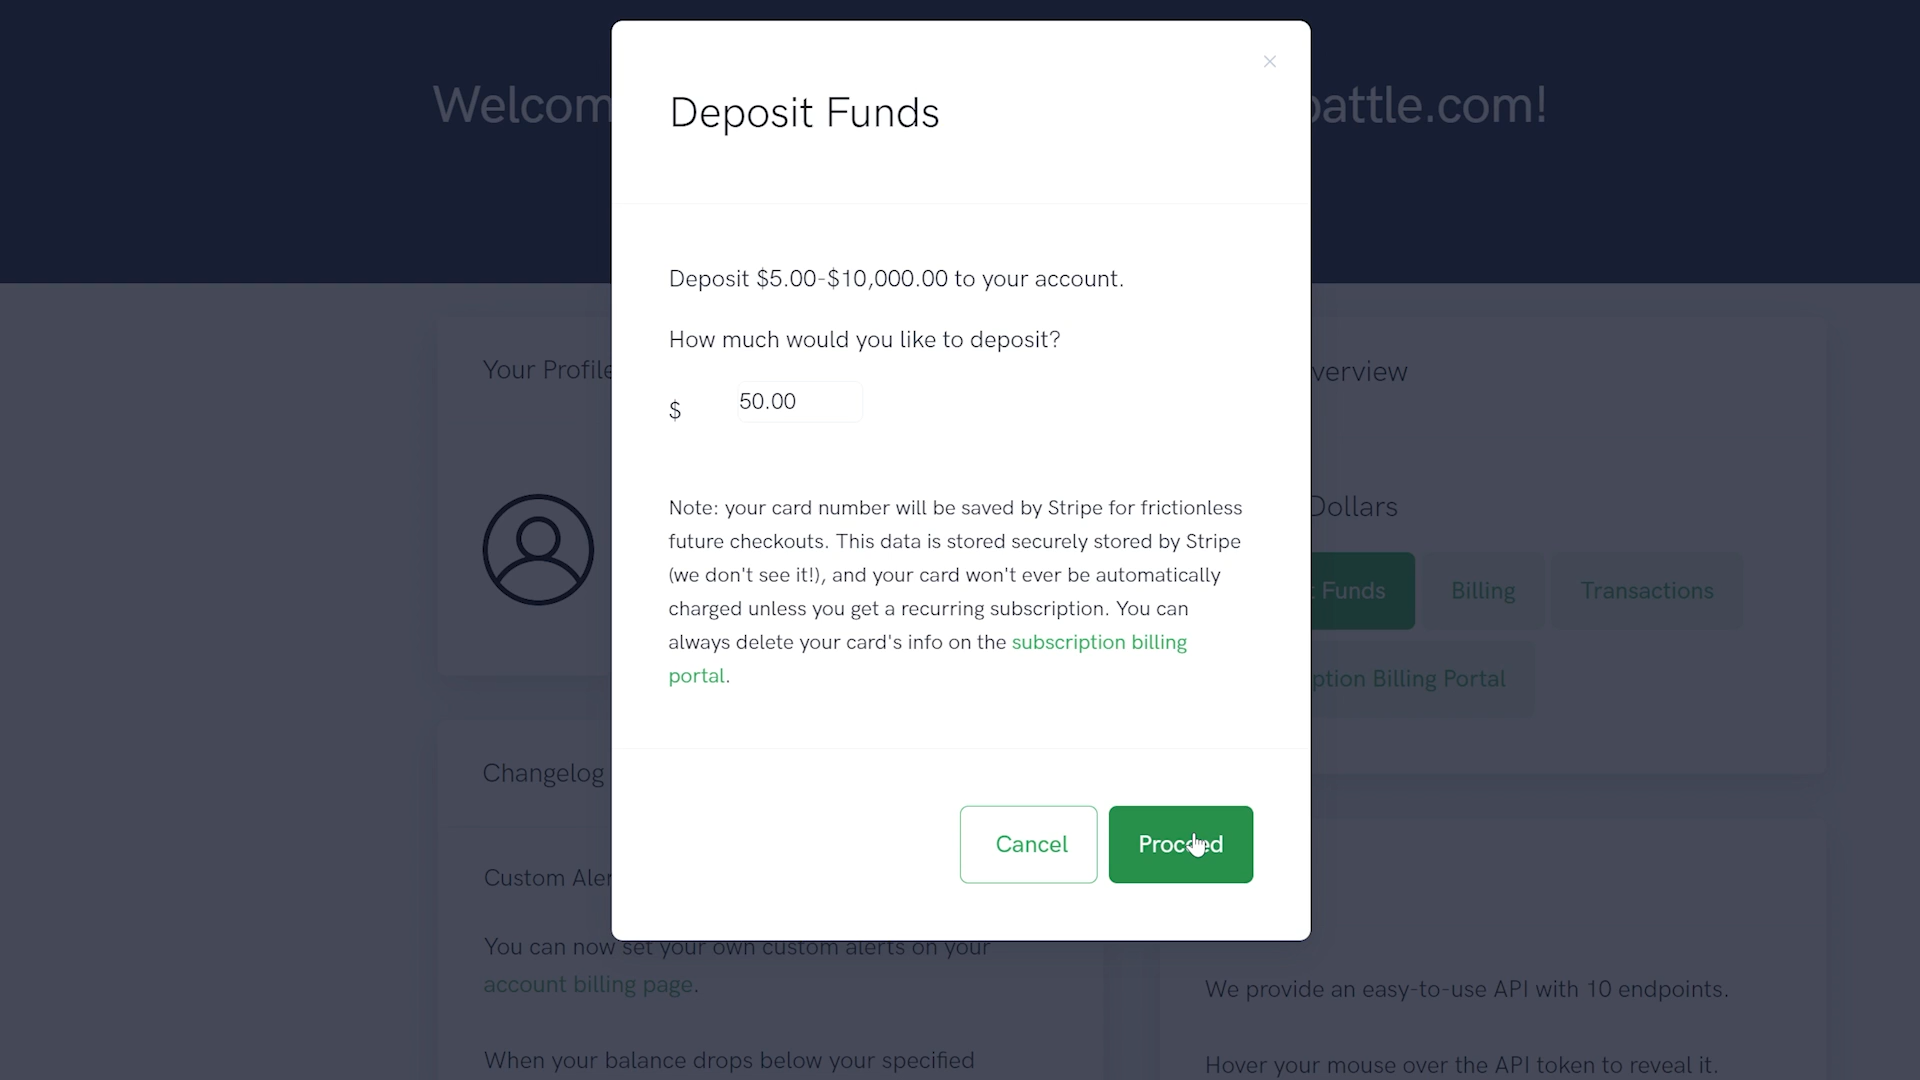 Welcom
battle.com!
×
Deposit Funds
Deposit $5.00-$10,000.00 to your account.
How much would you like to deposit?
$ 50.00
Note: your card number will be saved by Stripe for frictionless
future checkouts. This data is stored securely stored by Stripe
(we don't see it!), and your card won't ever be automatically
charged unless you get a recurring subscription. You can
always delete your card's info on the subscription billing
portal.
Cancel
Proceed
Your Profile
verview
Dollars
t Funds
Billing
Transactions
ption Billing Portal
Changelog
Custom Aler
You can now set your own custom alerts on your
account billing page.
When your balance drops below your specified
We provide an easy-to-use API with 10 endpoints.
Hover your mouse over the API token to reveal it.